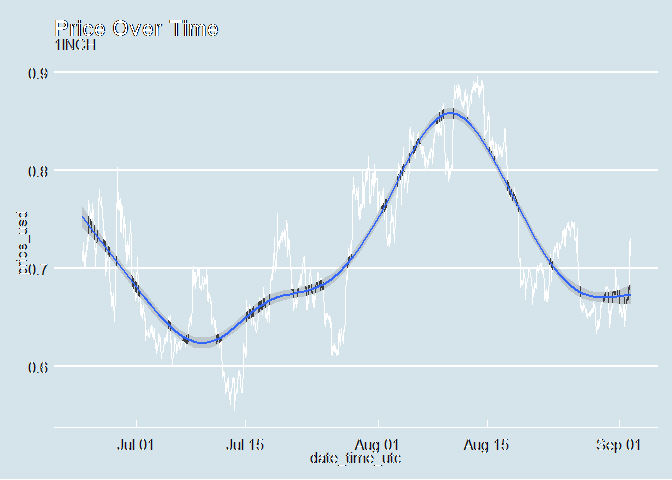 Price Over Time
1INCH
0.9
0.8
price_usd
0.7
0.6
Jul 01 Jul 15 Aug 01 Aug 15 Sep 01
date_time_utc